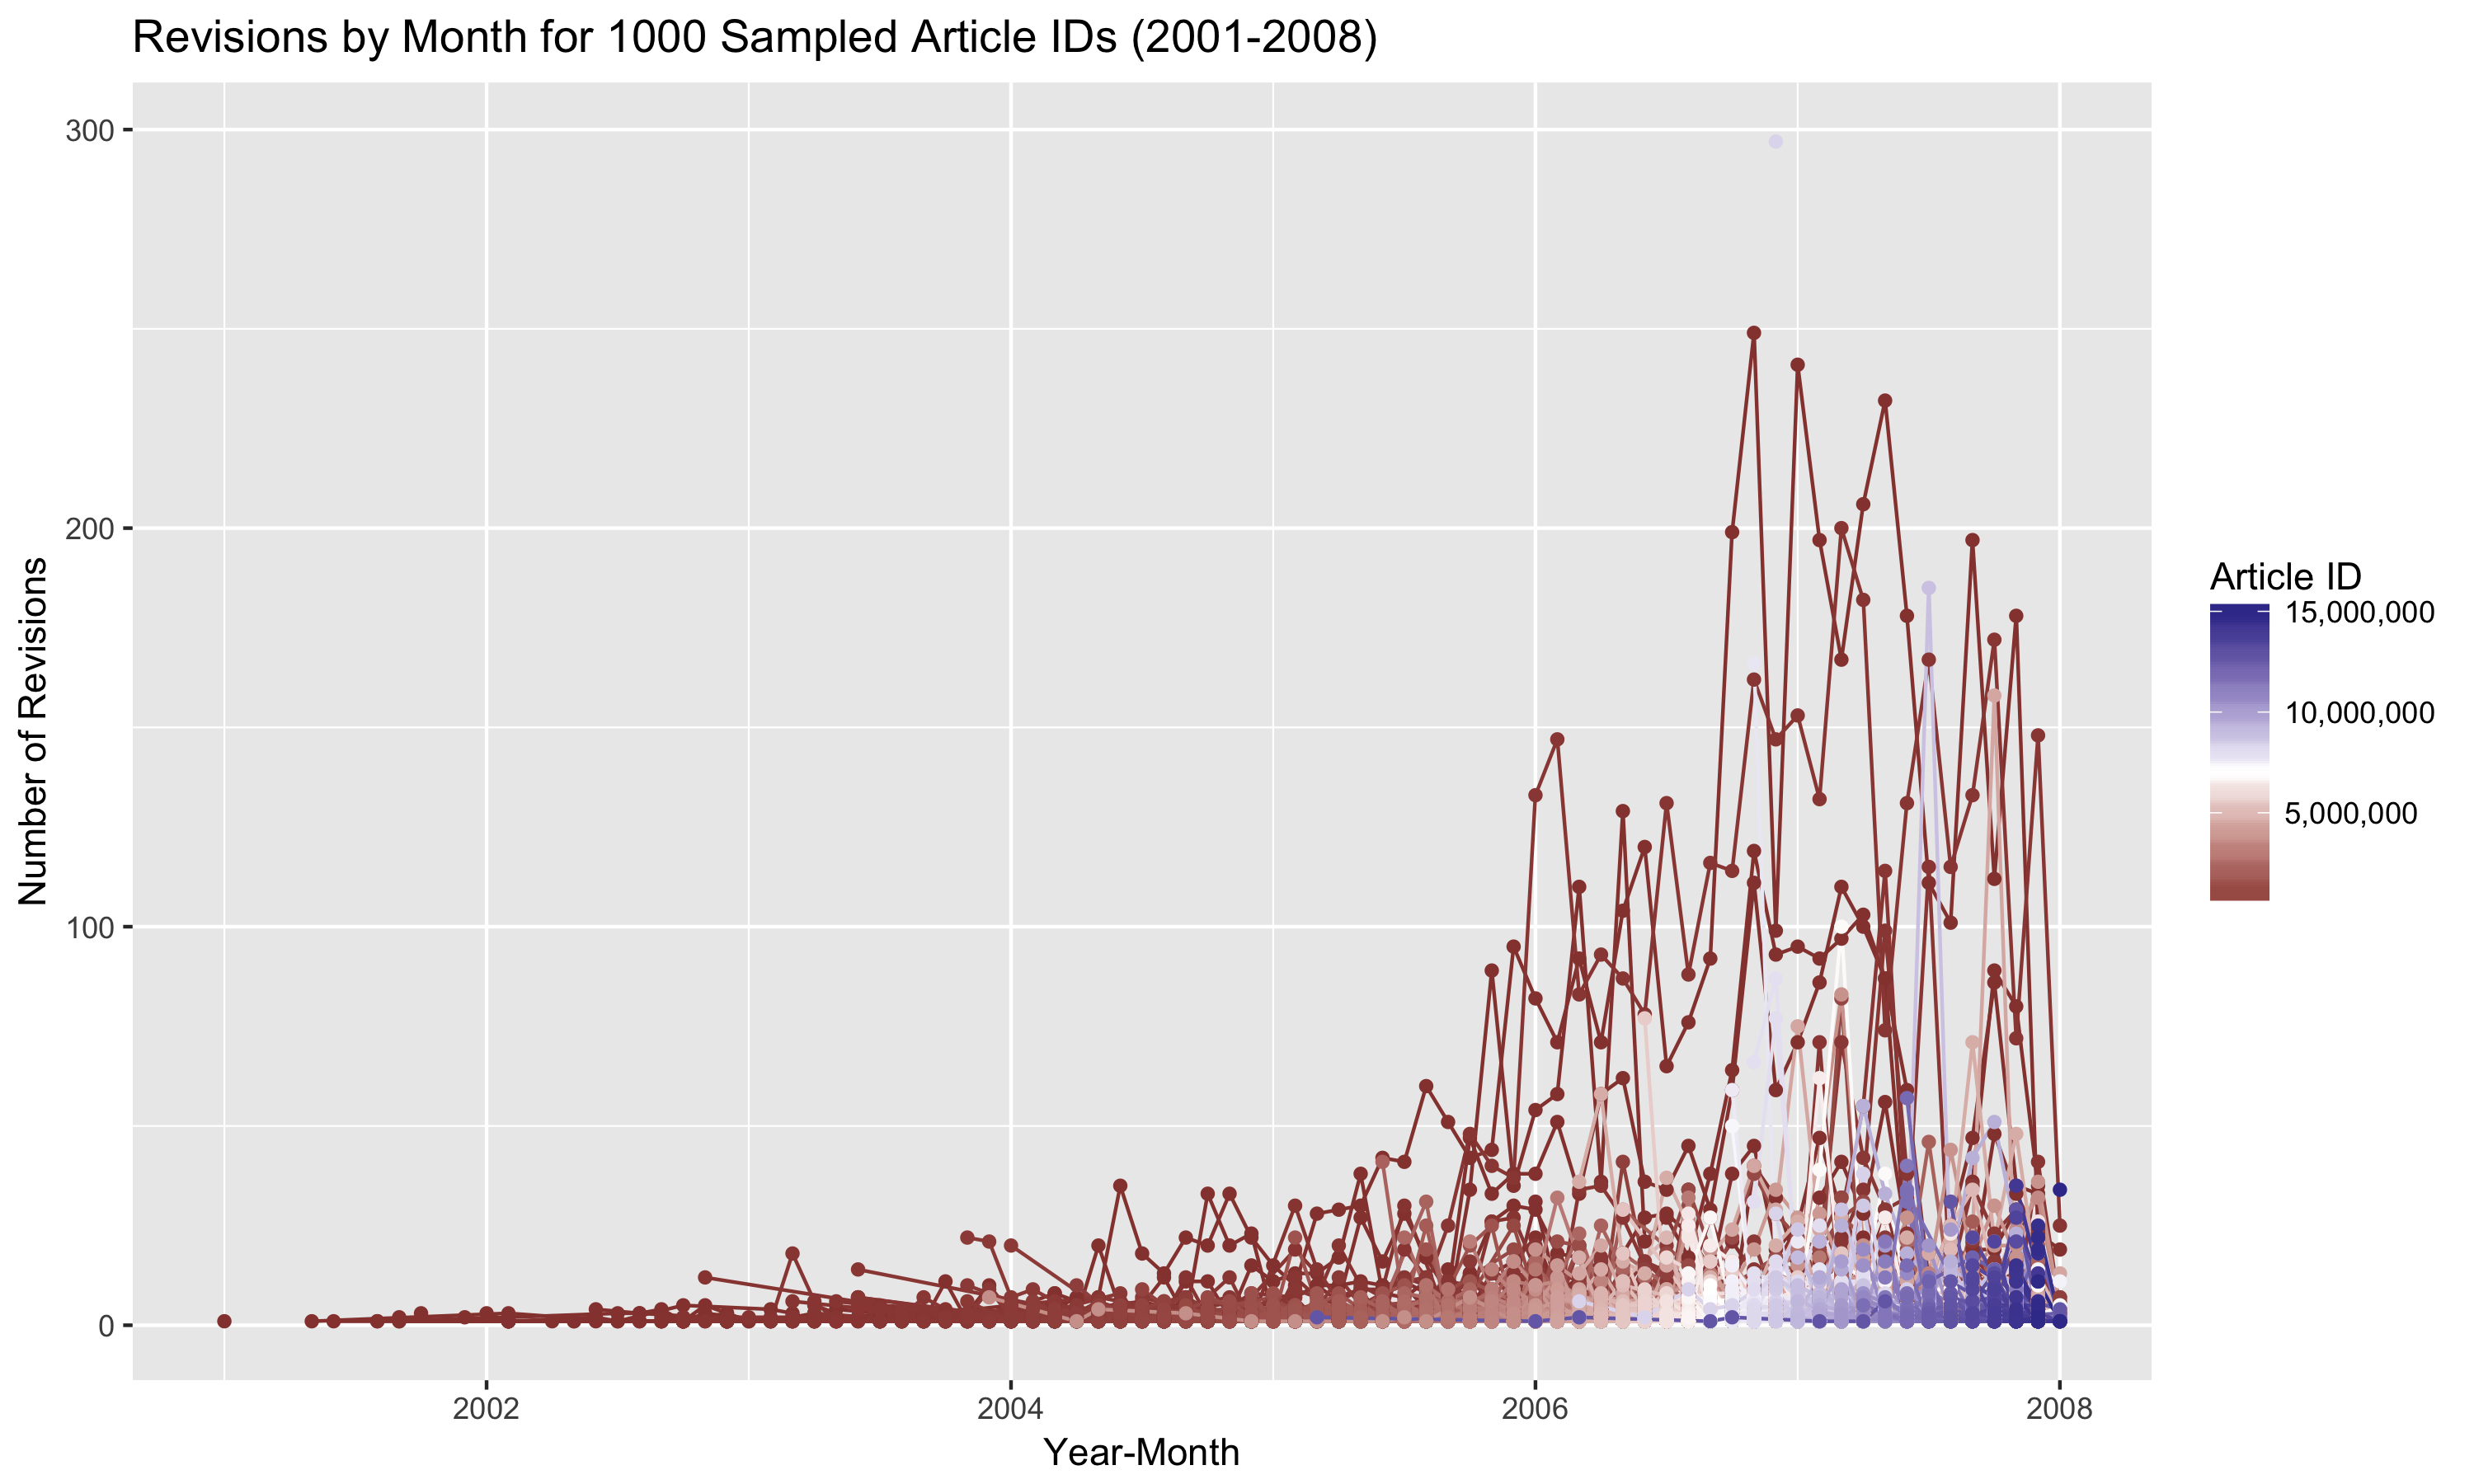 Revisions by Month for 1000 Sampled Article IDs (2001-2008)
300
200
100
0
Number of Revisions
2002
2004
2006
2008
Year-Month
Article ID
15,000,000
10,000,000
5,000,000